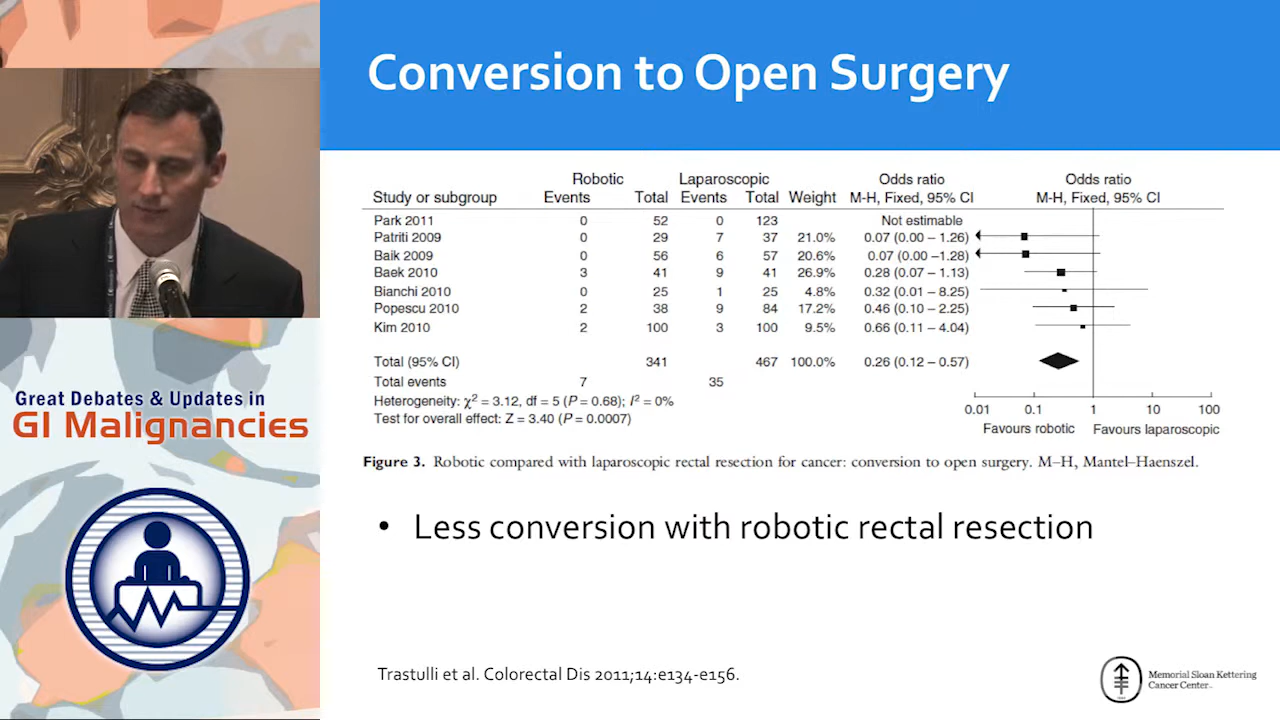 Conversion to Open Surgery
Robotic Laparoscopic Odds ratio Odds ratio
Study or subgroup Events Total Events Total Weight M-H, Fixed, 95% CI M-H, Fixed, 95% CI
Park 2011 0 52 0 123 Not estimable
Patriti 2009 0 29 7 37 21.0% 0.07 (0.00 – 1.26)
Baik 2009 0 56 6 57 20.6% 0.07 (0.00 –1.28)
Baek 2010 3 41 9 41 26.9% 0.28 (0.07 – 1.13)
Bianchi 2010 0 25 1 25 4.8% 0.32 (0.01 – 8.25)
Popescu 2010 2 38 9 84 17.2% 0.46 (0.10 – 2.25)
Kim 2010 2 100 3 100 9.5% 0.66 (0.11 – 4.04)
Total (95% CI) 341 467 100.0% 0.26 (0.12 – 0.57)
Total events 7 35
Heterogeneity: χ² = 3.12, df = 5 (P = 0.68); I² = 0%
Test for overall effect: Z = 3.40 (P = 0.0007)
0.01 0.1 1 10 100
Favours robotic Favours laparoscopic
Figure 3. Robotic compared with laparoscopic rectal resection for cancer: conversion to open surgery. M–H, Mantel–Haenszel.
• Less conversion with robotic rectal resection
Trastulli et al. Colorectal Dis 2011;14:e134-e156.
Memorial Sloan Kettering
Cancer Center
Great Debates & Updates in
GI Malignancies